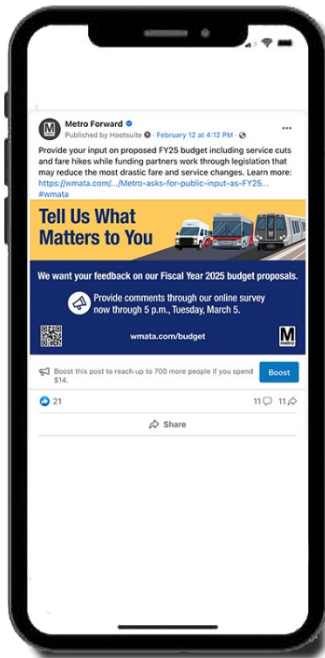 Metro Forward
Published by Hootsuite · February 12 at 4:12 PM ·
Provide your input on proposed FY25 budget including service cuts
and fare hikes while funding partners work through legislation that
may reduce the most drastic fare and service changes. Learn more:
https://wmata.com/.../Metro-asks-for-public-input-as-FY25...
#wmata
Tell Us What
Matters to You
We want your feedback on our Fiscal Year 2025 budget proposals.
Provide comments through our online survey
now through 5 p.m., Tuesday, March 5.
wmata.com/budget
M
metro
Boost this post to reach up to 700 more people if you spend
$14.
Boost
21
11 11
Share